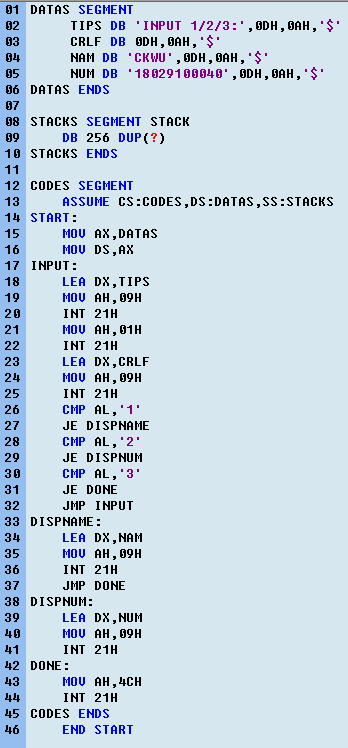 01 DATAS SEGMENT
02     TIPS DB 'INPUT 1/2/3:',0DH,0AH,'$'
03     CRLF DB 0DH,0AH,'$'
04     NAM DB 'CKWU',0DH,0AH,'$'
05     NUM DB '18029100040',0DH,0AH,'$'
06 DATAS ENDS
07
08 STACKS SEGMENT STACK
09     DB 256 DUP(?)
10 STACKS ENDS
11
12 CODES SEGMENT
13     ASSUME CS:CODES,DS:DATAS,SS:STACKS
14 START:
15     MOV AX,DATAS
16     MOV DS,AX
17 INPUT:
18     LEA DX,TIPS
19     MOV AH,09H
20     INT 21H
21     MOV AH,01H
22     INT 21H
23     LEA DX,CRLF
24     MOV AH,09H
25     INT 21H
26     CMP AL,'1'
27     JE DISPNAME
28     CMP AL,'2'
29     JE DISPNUM
30     CMP AL,'3'
31     JE DONE
32     JMP INPUT
33 DISPNAME:
34     LEA DX,NAM
35     MOV AH,09H
36     INT 21H
37     JMP DONE
38 DISPNUM:
39     LEA DX,NUM
40     MOV AH,09H
41     INT 21H
42 DONE:
43     MOV AH,4CH
44     INT 21H
45 CODES ENDS
46     END START